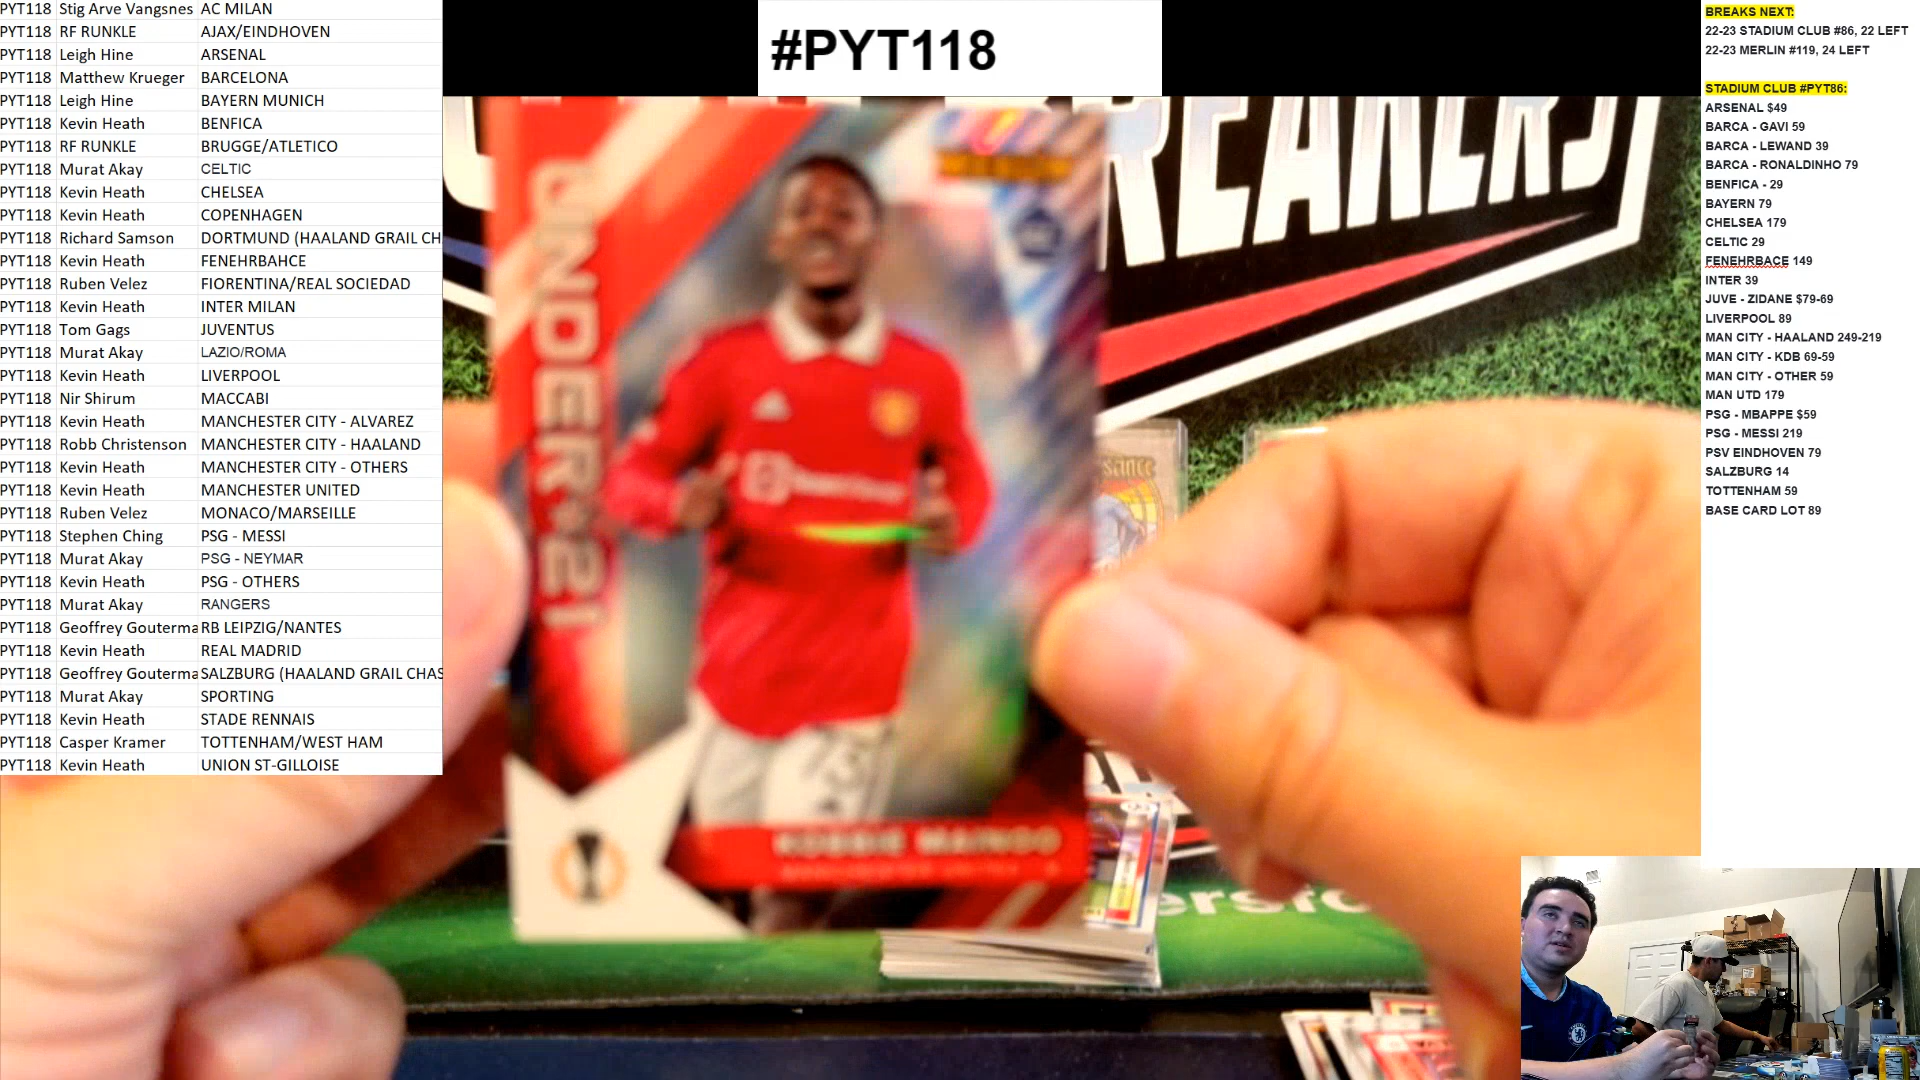 PYT118 Stig Arve Vangsnes AC MILAN
PYT118 RF RUNKLE AJAX/EINDHOVEN
PYT118 Leigh Hine ARSENAL
PYT118 Matthew Krueger BARCELONA
PYT118 Leigh Hine BAYERN MUNICH
PYT118 Kevin Heath BENFICA
PYT118 RF RUNKLE BRUGGE/ATLETICO
PYT118 Murat Akay CELTIC
PYT118 Kevin Heath CHELSEA
PYT118 Kevin Heath COPENHAGEN
PYT118 Richard Samson DORTMUND (HAALAND GRAIL CH
PYT118 Kevin Heath FENEHRBAHCE
PYT118 Ruben Velez FIORENTINA/REAL SOCIEDAD
PYT118 Kevin Heath INTER MILAN
PYT118 Tom Gags JUVENTUS
PYT118 Murat Akay LAZIO/ROMA
PYT118 Kevin Heath LIVERPOOL
PYT118 Nir Shirum MACCABI
PYT118 Kevin Heath MANCHESTER CITY - ALVAREZ
PYT118 Robb Christenson MANCHESTER CITY - HAALAND
PYT118 Kevin Heath MANCHESTER CITY - OTHERS
PYT118 Kevin Heath MANCHESTER UNITED
PYT118 Ruben Velez MONACO/MARSEILLE
PYT118 Stephen Ching PSG - MESSI
PYT118 Murat Akay PSG - NEYMAR
PYT118 Kevin Heath PSG - OTHERS
PYT118 Murat Akay RANGERS
PYT118 Geoffrey Gouterma RB LEIPZIG/NANTES
PYT118 Kevin Heath REAL MADRID
PYT118 Geoffrey Gouterma SALZBURG (HAALAND GRAIL CHAS
PYT118 Murat Akay SPORTING
PYT118 Kevin Heath STADE RENNAIS
PYT118 Casper Kramer TOTTENHAM/WEST HAM
PYT118 Kevin Heath UNION ST-GILLOISE
#PYT118
REAKERS
UNDER•21
KOBBIE MAINOO
MANCHESTER UNITED
BREAKS NEXT:
22-23 STADIUM CLUB #86, 22 LEFT
22-23 MERLIN #119, 24 LEFT
STADIUM CLUB #PYT86:
ARSENAL $49
BARCA - GAVI 59
BARCA - LEWAND 39
BARCA - RONALDINHO 79
BENFICA - 29
BAYERN 79
CHELSEA 179
CELTIC 29
FENEHRBACE 149
INTER 39
JUVE - ZIDANE $79-69
LIVERPOOL 89
MAN CITY - HAALAND 249-219
MAN CITY - KDB 69-59
MAN CITY - OTHER 59
MAN UTD 179
PSG - MBAPPE $59
PSG - MESSI 219
PSV EINDHOVEN 79
SALZBURG 14
TOTTENHAM 59
BASE CARD LOT 89